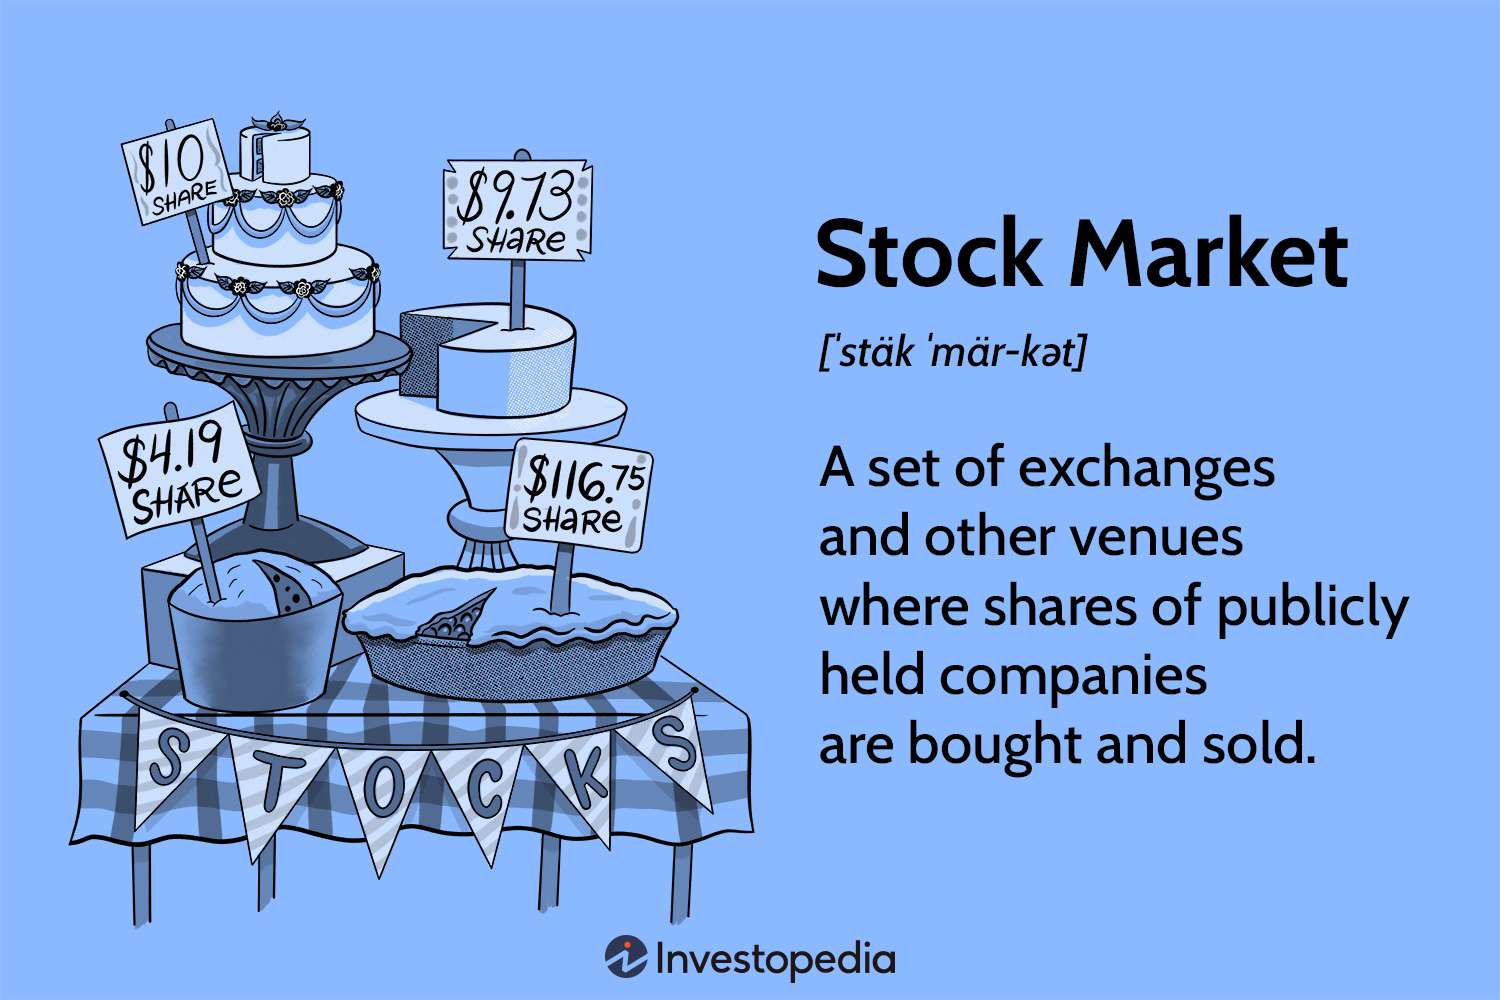 $10
SHARE
$9.73
SHARE
$4.19
SHARE
$116.75
SHARE
STOCKS
Stock Market
[ˈstäk ˈmär-kət]
A set of exchanges
and other venues
where shares of publicly
held companies
are bought and sold.
Investopedia